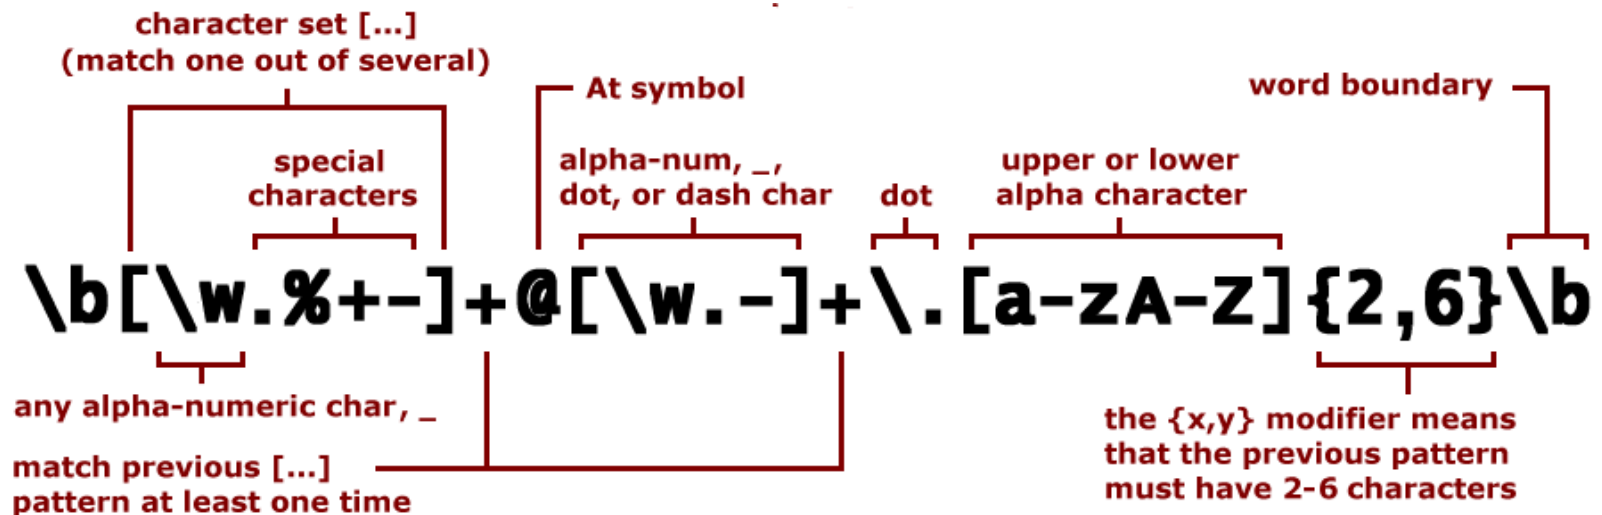 character set [...]
(match one out of several)
At symbol
word boundary
special
characters
alpha-num, _,
dot, or dash char
dot
upper or lower
alpha character
\b[\w.%+-]+@[\w.-]+\.[a-zA-Z]{2,6}\b
any alpha-numeric char, _
match previous [...]
pattern at least one time
the {x,y} modifier means
that the previous pattern
must have 2-6 characters